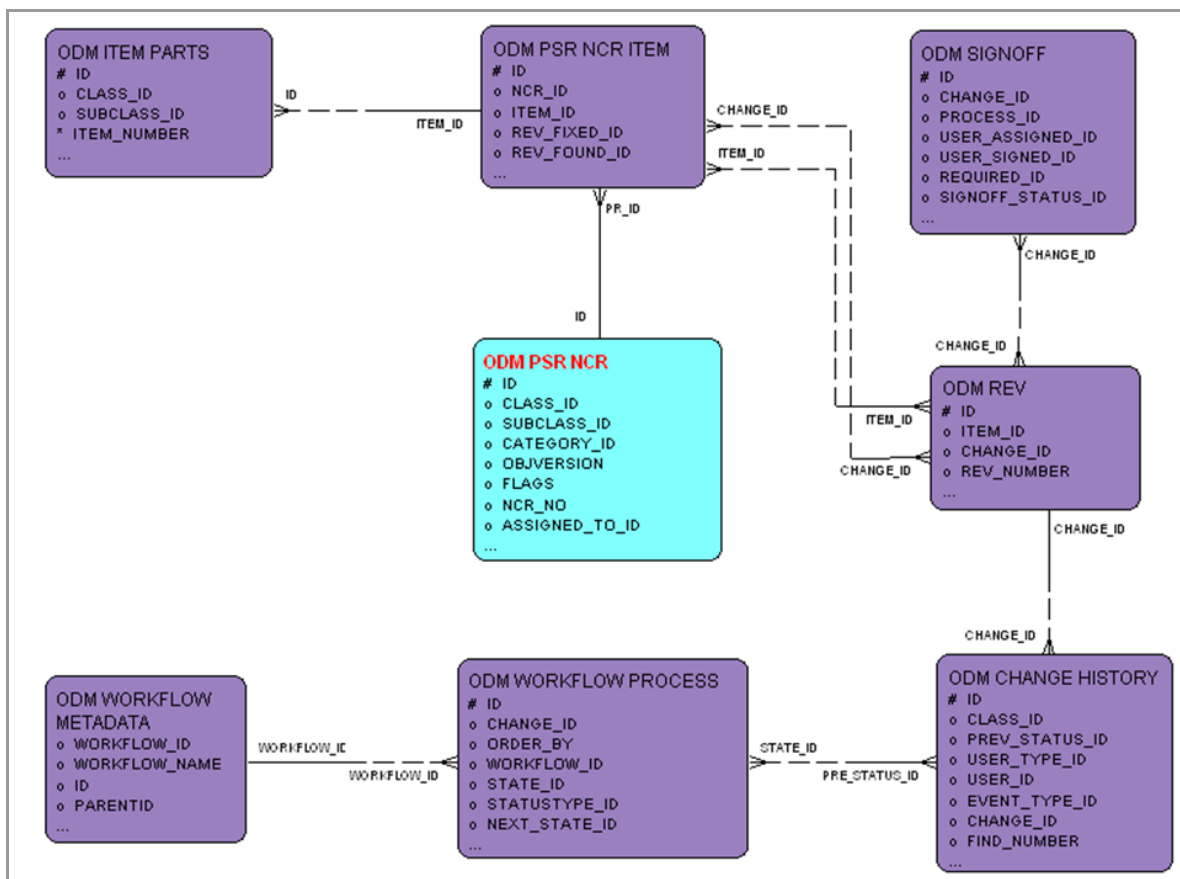 ODM ITEM PARTS
# ID
o CLASS_ID
o SUBCLASS_ID
* ITEM_NUMBER
...
ID
ITEM_ID
ODM PSR NCR ITEM
# ID
o NCR_ID
o ITEM_ID
o REV_FIXED_ID
o REV_FOUND_ID
...
CHANGE_ID
ITEM_ID
PR_ID
ID
ODM SIGNOFF
# ID
o CHANGE_ID
o PROCESS_ID
o USER_ASSIGNED_ID
o USER_SIGNED_ID
o REQUIRED_ID
o SIGNOFF_STATUS_ID
...
CHANGE_ID
CHANGE_ID
ODM PSR NCR
# ID
o CLASS_ID
o SUBCLASS_ID
o CATEGORY_ID
o OBJVERSION
o FLAGS
o NCR_NO
o ASSIGNED_TO_ID
...
ITEM_ID
CHANGE_ID
ODM REV
# ID
o ITEM_ID
o CHANGE_ID
o REV_NUMBER
...
CHANGE_ID
CHANGE_ID
ODM WORKFLOW
METADATA
o WORKFLOW_ID
o WORKFLOW_NAME
o ID
o PARENTID
...
WORKFLOW_ID
WORKFLOW_ID
ODM WORKFLOW PROCESS
# ID
o CHANGE_ID
o ORDER_BY
o WORKFLOW_ID
o STATE_ID
o STATUSTYPE_ID
o NEXT_STATE_ID
...
STATE_ID
PRE_STATUS_ID
ODM CHANGE HISTORY
# ID
o CLASS_ID
o PREV_STATUS_ID
o USER_TYPE_ID
o USER_ID
o EVENT_TYPE_ID
o CHANGE_ID
o FIND_NUMBER
...